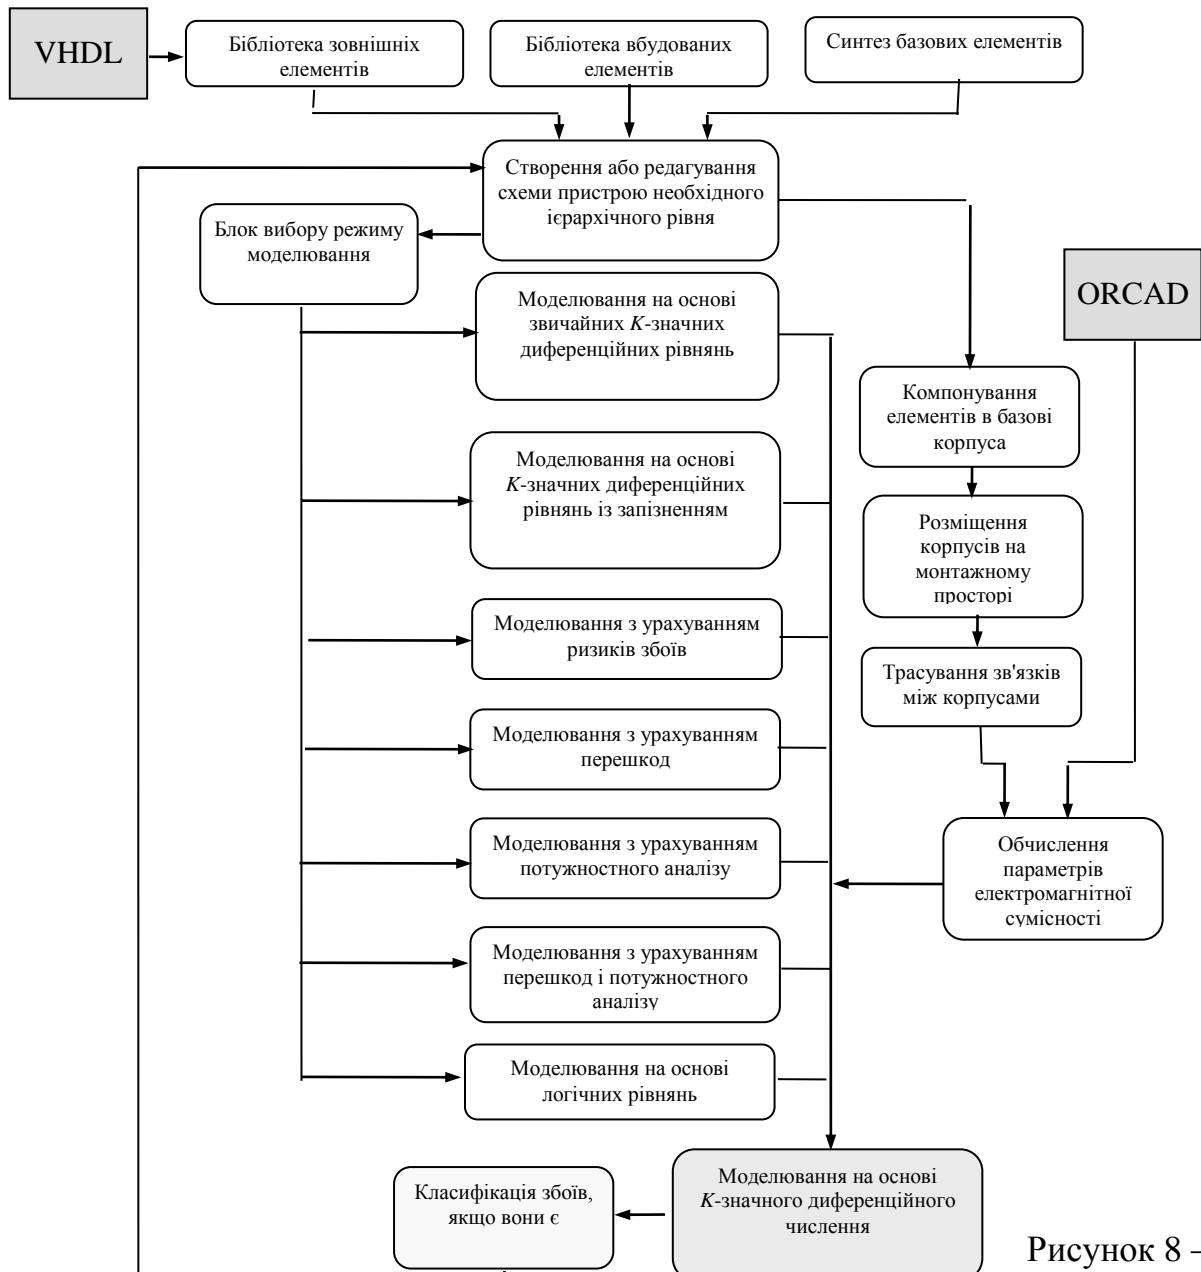 VHDL
Бібліотека зовнішніх
елементів
Бібліотека вбудованих
елементів
Синтез базових елементів
Створення або редагування
схеми пристрою необхідного
ієрархічного рівня
Блок вибору режиму
моделювання
ORCAD
Моделювання на основі
звичайних K-значних
диференційних рівнянь
Компонування
елементів в базові
корпуса
Моделювання на основі
K-значних диференційних
рівнянь із запізненням
Розміщення
корпусів на
монтажному
просторі
Моделювання з урахуванням
ризиків збоїв
Трасування зв'язків
між корпусами
Моделювання з урахуванням
перешкод
Моделювання з урахуванням
потужностного аналізу
Обчислення
параметрів
електромагнітної
сумісності
Моделювання з урахуванням
перешкод і потужностного
аналізу
Моделювання на основі
логічних рівнянь
Класифікація збоїв,
якщо вони є
Моделювання на основі
K-значного диференційного
числення
Рисунок 8 –